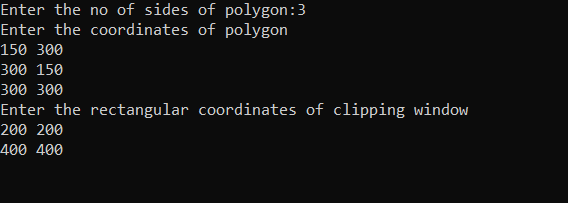 Enter the no of sides of polygon:3
Enter the coordinates of polygon
150 300
300 150
300 300
Enter the rectangular coordinates of clipping window
200 200
400 400